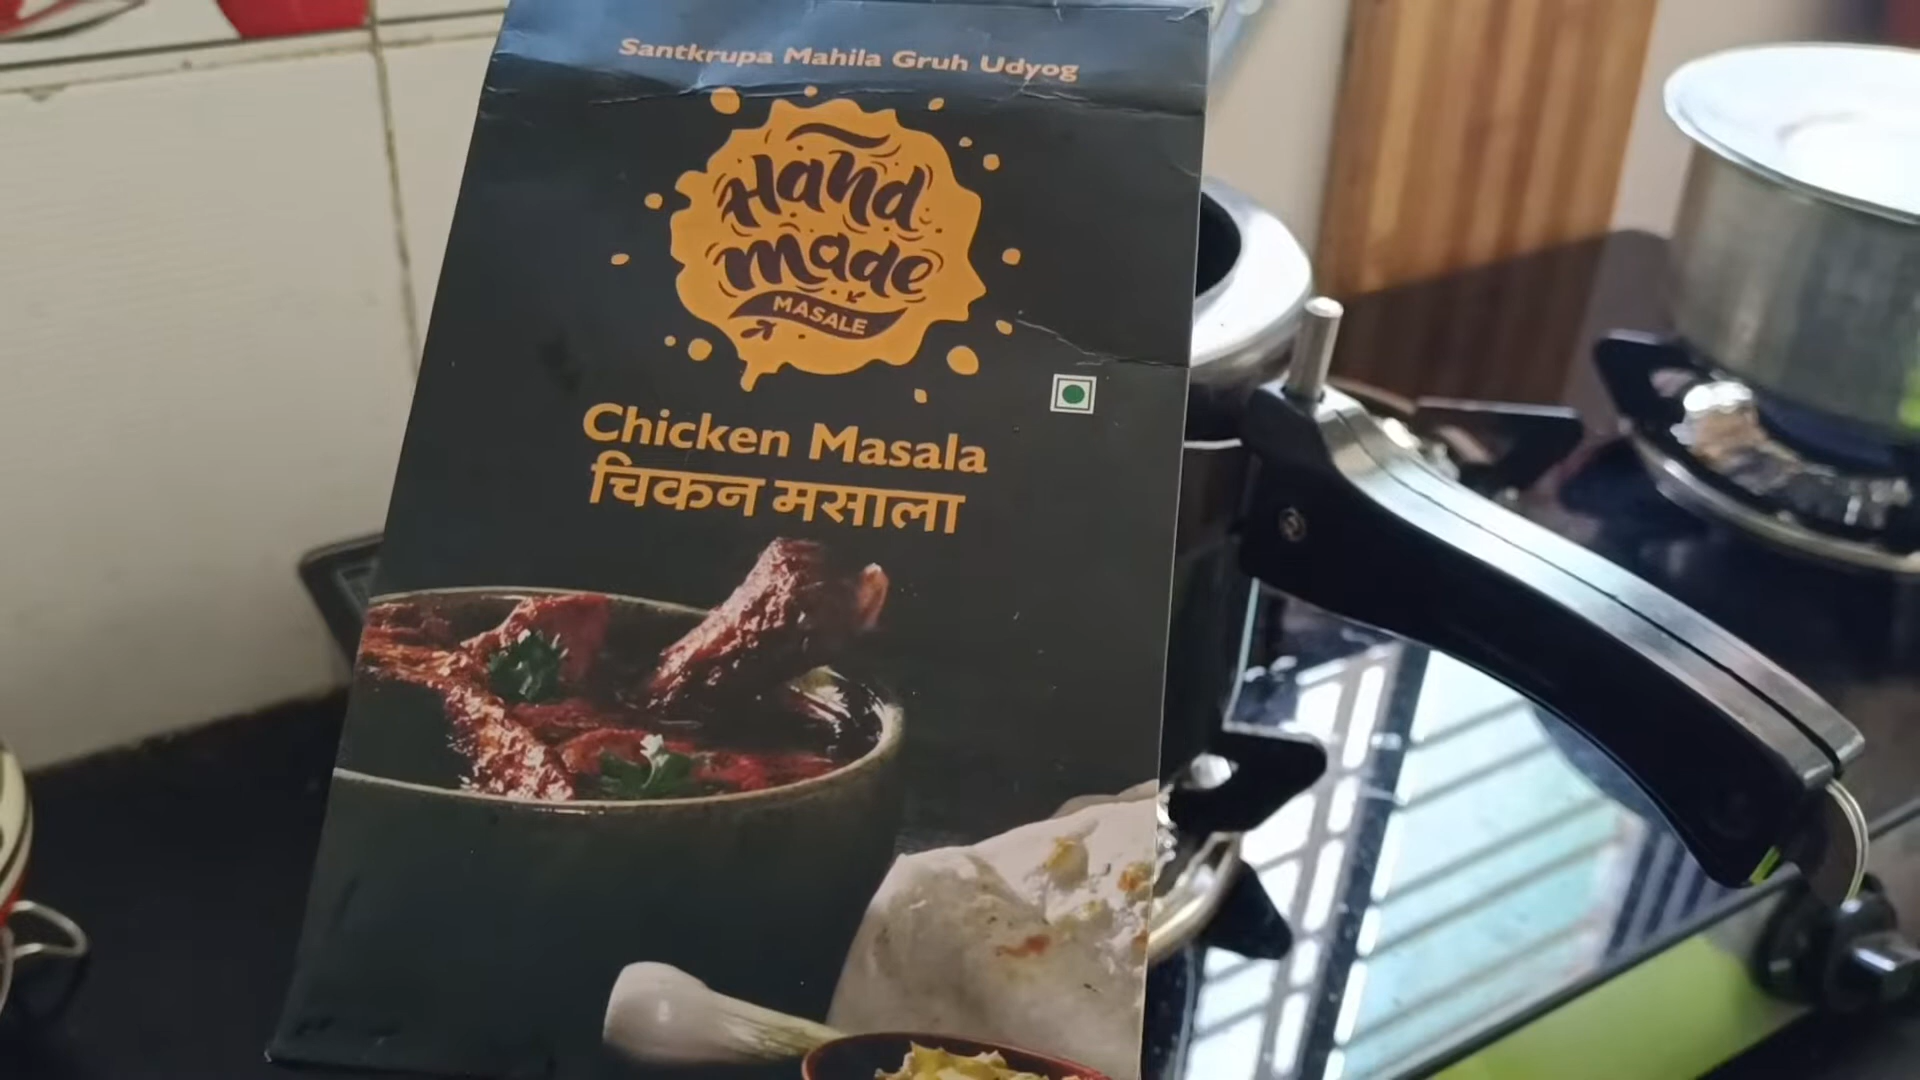 Santkrupa Mahila Gruh Udyog
Hand
made
MASALE
Chicken Masala
चिकन मसाला